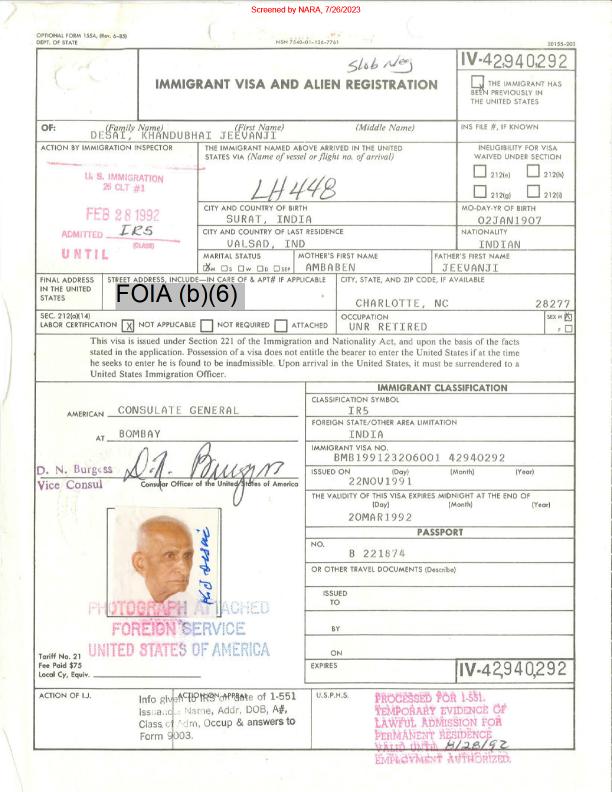 Screened by NARA, 7/26/2023
OPTIONAL FORM 155A, (Rev. 6-85)
DEPT. OF STATE
NSN 7540-01-136-7761
50155-203
Slob Neg
IMMIGRANT VISA AND ALIEN REGISTRATION
IV-42,940,292
THE IMMIGRANT HAS
BEEN PREVIOUSLY IN
THE UNITED STATES
OF: (Family Name) (First Name) (Middle Name)
DESAI, KHANDUBHAI JEEVANJI
INS FILE #, IF KNOWN
ACTION BY IMMIGRATION INSPECTOR
U.S. IMMIGRATION
26 CLT #1
FEB 28 1992
ADMITTED IR5
(CLASS)
UNTIL
THE IMMIGRANT NAMED ABOVE ARRIVED IN THE UNITED
STATES VIA (Name of vessel or flight no. of arrival)
LH448
INELIGIBILITY FOR VISA
WAIVED UNDER SECTION
212(e) 212(h)
212(g) 212(i)
CITY AND COUNTRY OF BIRTH
SURAT, INDIA
MO-DAY-YR OF BIRTH
02JAN1907
CITY AND COUNTRY OF LAST RESIDENCE
VALSAD, IND
NATIONALITY
INDIAN
MARITAL STATUS
X M S W D SEP
MOTHER'S FIRST NAME
AMBABEN
FATHER'S FIRST NAME
JEEVANJI
FINAL ADDRESS
IN THE UNITED
STATES
STREET ADDRESS, INCLUDE—IN CARE OF & APT# IF APPLICABLE
FOIA (b)(6)
CITY, STATE, AND ZIP CODE, IF AVAILABLE
CHARLOTTE, NC 28277
SEC. 212(a)(14)
LABOR CERTIFICATION X NOT APPLICABLE NOT REQUIRED ATTACHED
OCCUPATION
UNR RETIRED
SEX M X
F
This visa is issued under Section 221 of the Immigration and Nationality Act, and upon the basis of the facts
stated in the application. Possession of a visa does not entitle the bearer to enter the United States if at the time
he seeks to enter he is found to be inadmissible. Upon arrival in the United States, it must be surrendered to a
United States Immigration Officer.
AMERICAN CONSULATE GENERAL
AT BOMBAY
D. N. Burgess
Vice Consul
D.N. Burgess
Consular Officer of the United States of America
IMMIGRANT CLASSIFICATION
CLASSIFICATION SYMBOL
IR5
FOREIGN STATE/OTHER AREA LIMITATION
INDIA
IMMIGRANT VISA NO.
BMB199123206001 42940292
ISSUED ON (Day) (Month) (Year)
22NOV1991
THE VALIDITY OF THIS VISA EXPIRES MIDNIGHT AT THE END OF
(Day) (Month) (Year)
20MAR1992
PASSPORT
NO.
B 221874
OR OTHER TRAVEL DOCUMENTS (Describe)
ISSUED
TO
BY
ON
EXPIRES
IV-42,940,292
PHOTOGRAPH ATTACHED
FOREIGN SERVICE
UNITED STATES OF AMERICA
Tariff No. 21
Fee Paid $75
Local Cy, Equiv.
ACTION OF I.J.
ACTION ON APPEAL
Info given to IRS on date of I-551
Issuance: Name, Addr, DOB, A#,
Class of Adm, Occup & answers to
Form 9003.
U.S.P.H.S.
PROCESSED FOR I-551.
TEMPORARY EVIDENCE OF
LAWFUL ADMISSION FOR
PERMANENT RESIDENCE
VALID UNTIL 8/28/92
EMPLOYMENT AUTHORIZED.